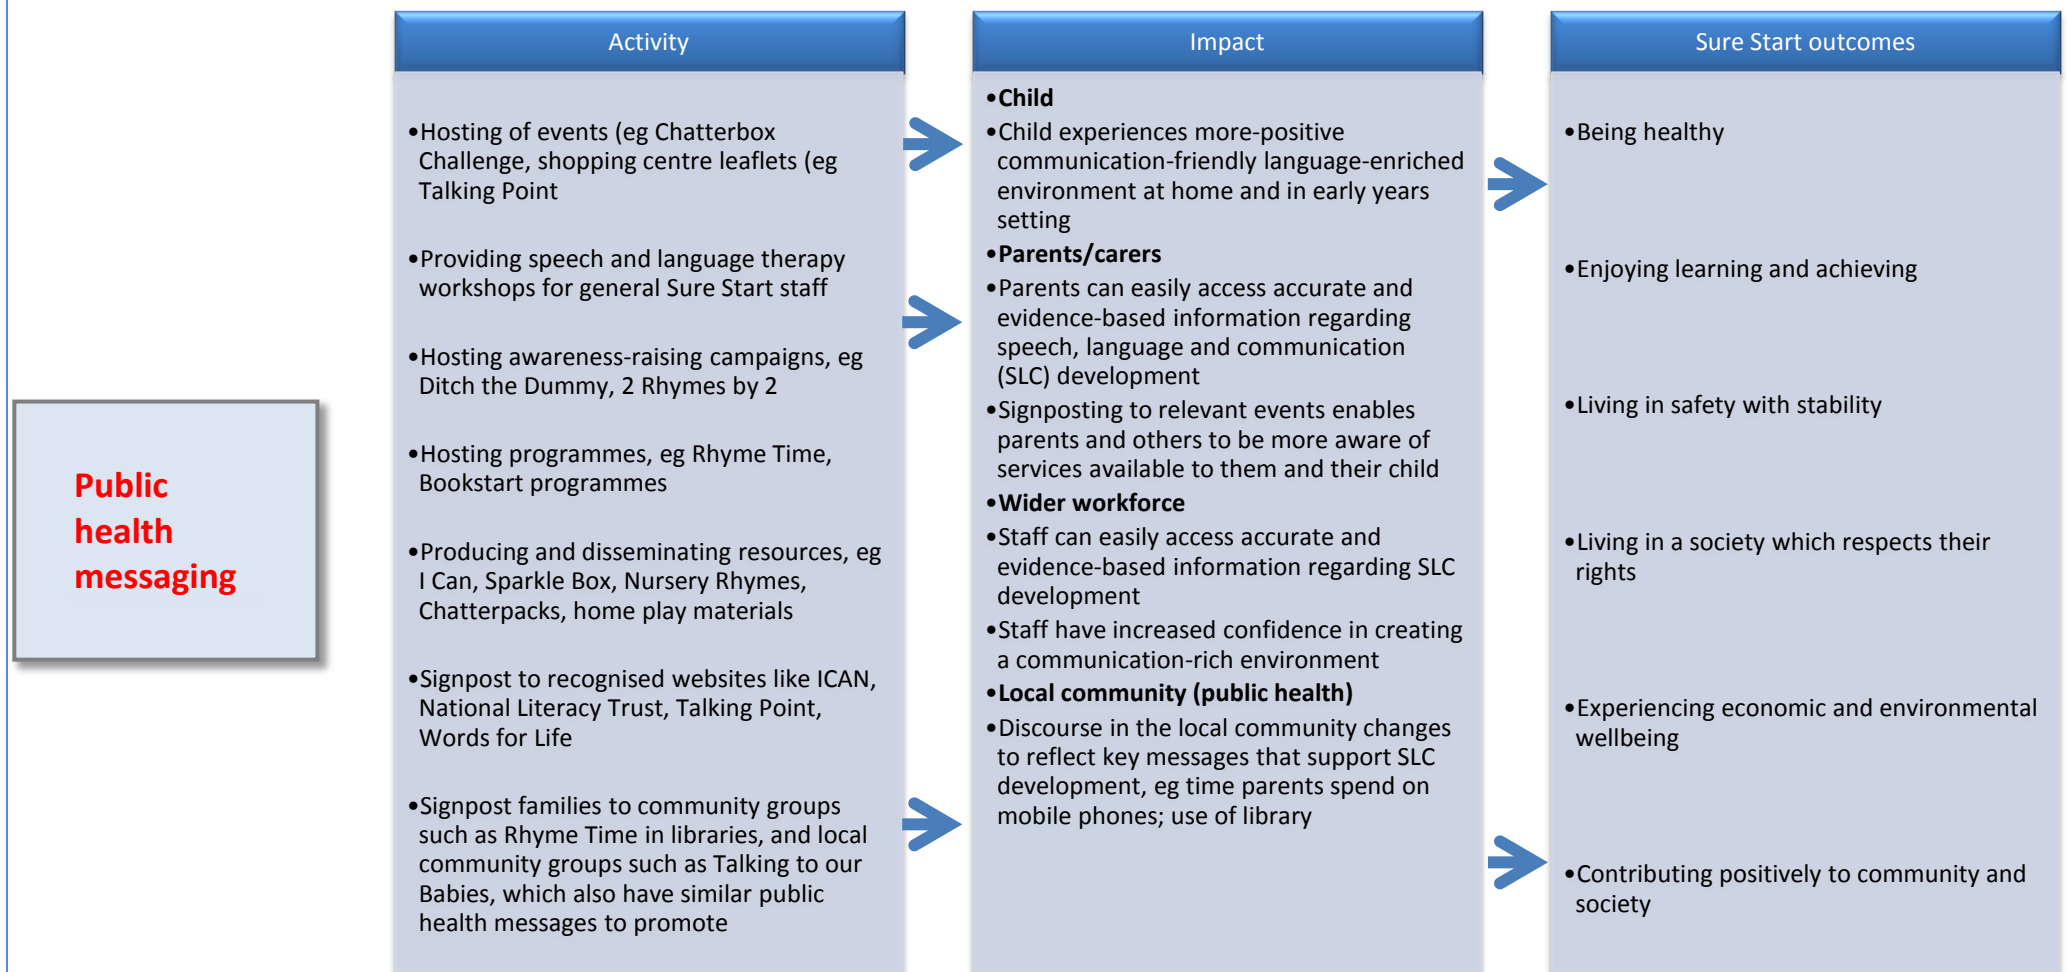 Public
health
messaging
Activity
•Hosting of events (eg Chatterbox
Challenge, shopping centre leaflets (eg
Talking Point
•Providing speech and language therapy
workshops for general Sure Start staff
•Hosting awareness-raising campaigns, eg
Ditch the Dummy, 2 Rhymes by 2
•Hosting programmes, eg Rhyme Time,
Bookstart programmes
•Producing and disseminating resources, eg
I Can, Sparkle Box, Nursery Rhymes,
Chatterpacks, home play materials
•Signpost to recognised websites like ICAN,
National Literacy Trust, Talking Point,
Words for Life
•Signpost families to community groups
such as Rhyme Time in libraries, and local
community groups such as Talking to our
Babies, which also have similar public
health messages to promote
Impact
•Child
•Child experiences more-positive
communication-friendly language-enriched
environment at home and in early years
setting
•Parents/carers
•Parents can easily access accurate and
evidence-based information regarding
speech, language and communication
(SLC) development
•Signposting to relevant events enables
parents and others to be more aware of
services available to them and their child
•Wider workforce
•Staff can easily access accurate and
evidence-based information regarding SLC
development
•Staff have increased confidence in creating
a communication-rich environment
•Local community (public health)
•Discourse in the local community changes
to reflect key messages that support SLC
development, eg time parents spend on
mobile phones; use of library
Sure Start outcomes
•Being healthy
•Enjoying learning and achieving
•Living in safety with stability
•Living in a society which respects their
rights
•Experiencing economic and environmental
wellbeing
•Contributing positively to community and
society